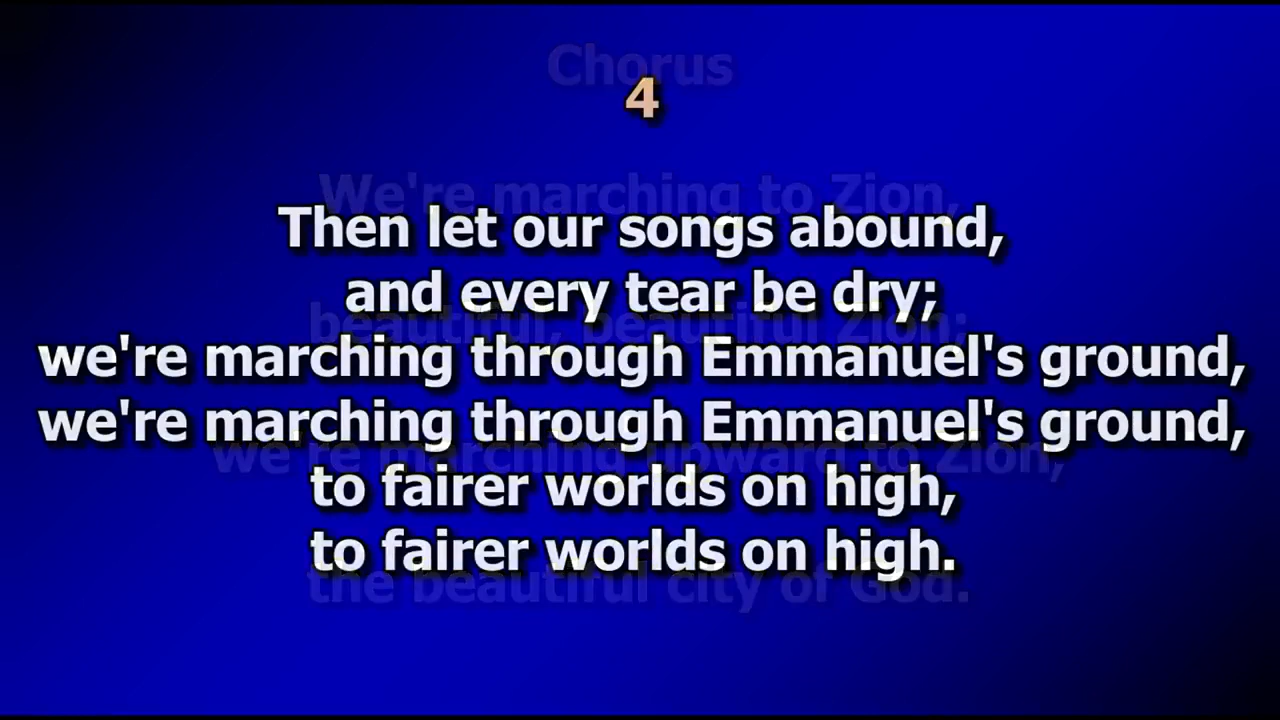 Chorus
4
We're marching to Zion,
Then let our songs abound,
and every tear be dry;
beautiful, beautiful Zion;
we're marching through Emmanuel's ground,
we're marching through Emmanuel's ground,
we're marching upward to Zion,
to fairer worlds on high,
to fairer worlds on high.
the beautiful city of God.